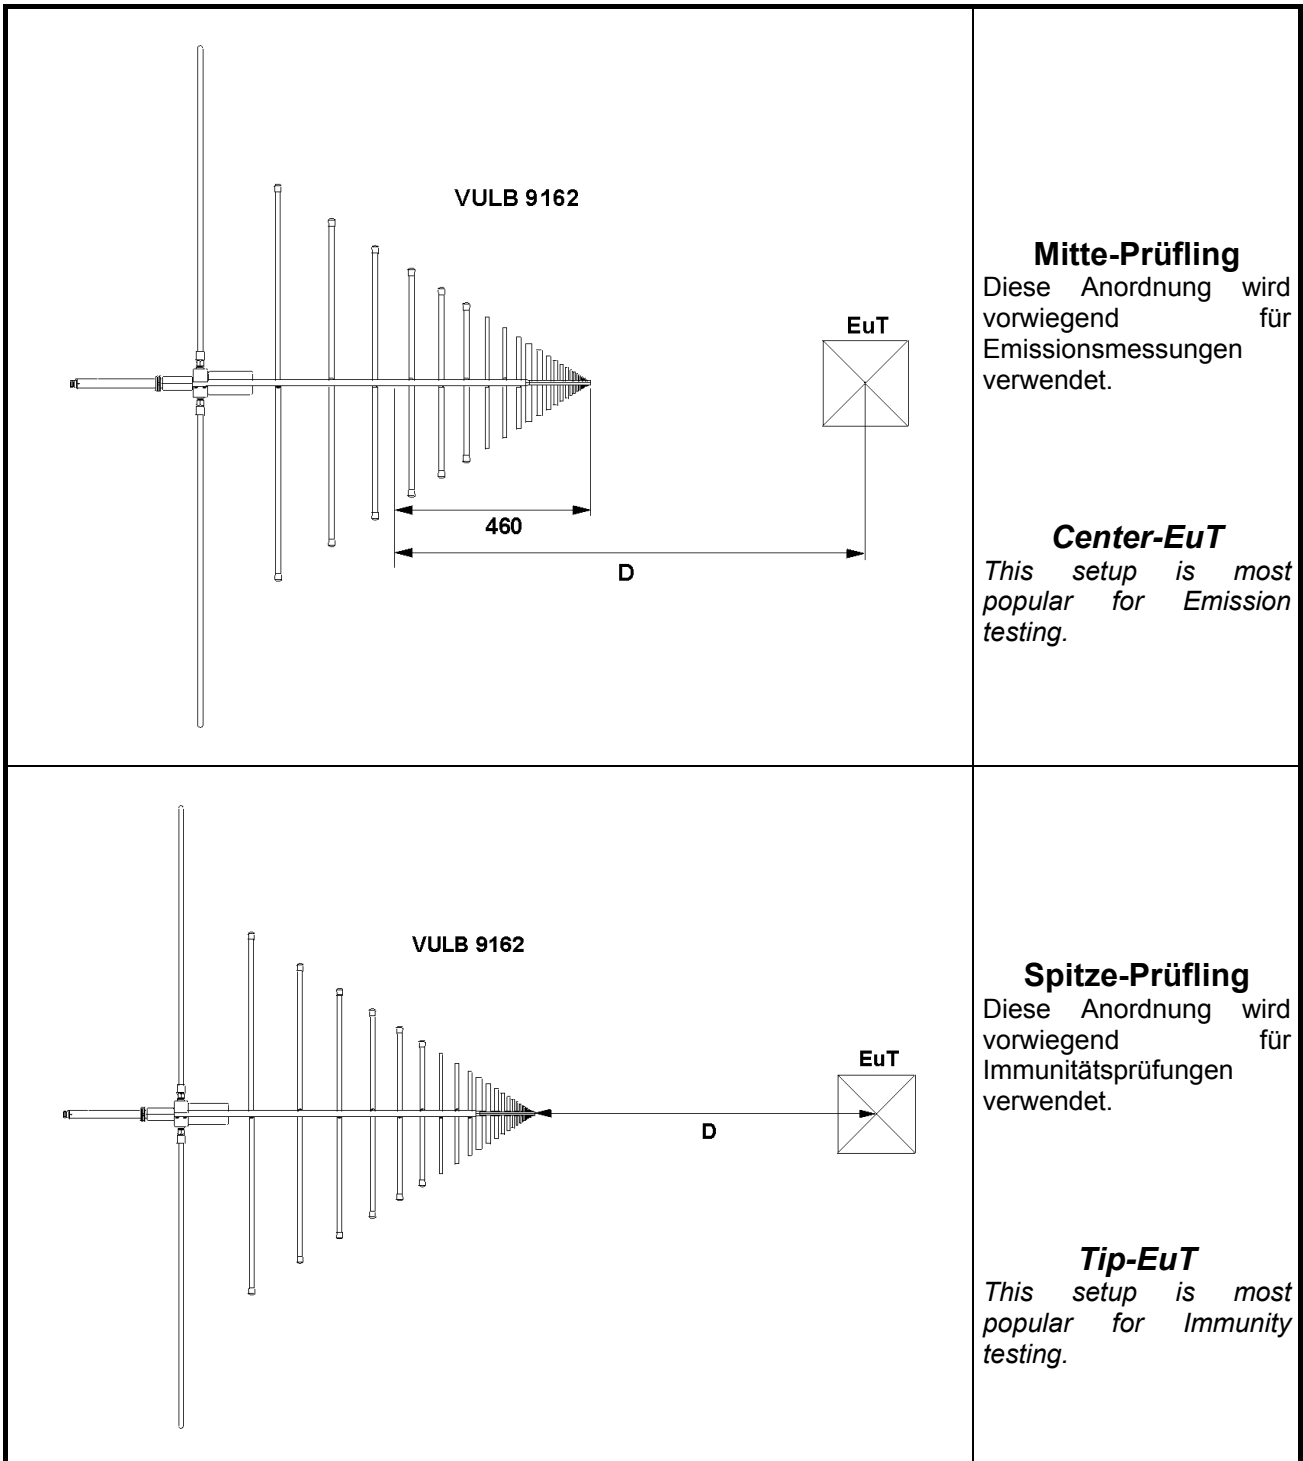 VULB 9162
EuT
460
D
Mitte-Prüfling
Diese Anordnung wird
vorwiegend für
Emissionsmessungen
verwendet.
Center-EuT
This setup is most
popular for Emission
testing.
VULB 9162
EuT
D
Spitze-Prüfling
Diese Anordnung wird
vorwiegend für
Immunitätsprüfungen
verwendet.
Tip-EuT
This setup is most
popular for Immunity
testing.